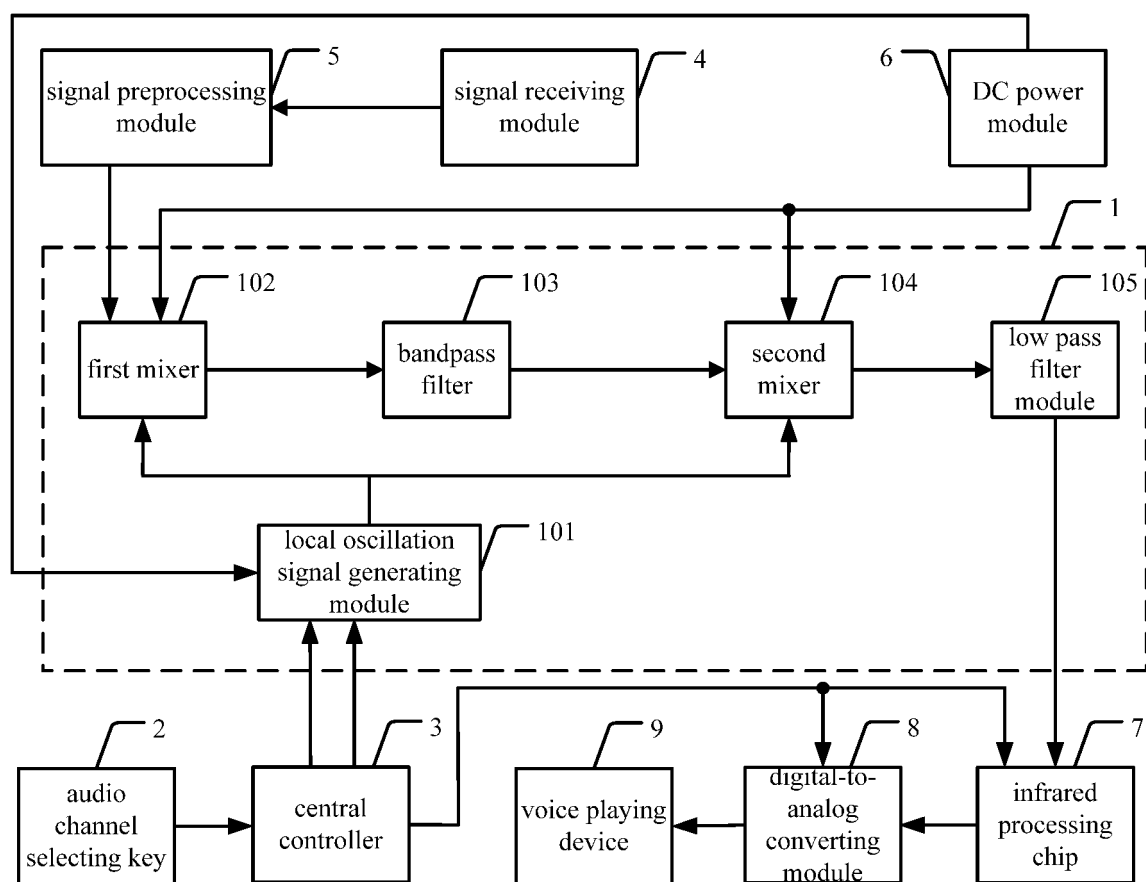 5
4
6
signal preprocessing
module
signal receiving
module
DC power
module
1
102
103
104
105
first mixer
bandpass
filter
second
mixer
low pass
filter
module
101
local oscillation
signal generating
module
2
3
9
8
7
audio
channel
selecting key
central
controller
voice playing
device
digital-to-
analog
converting
module
infrared
processing
chip